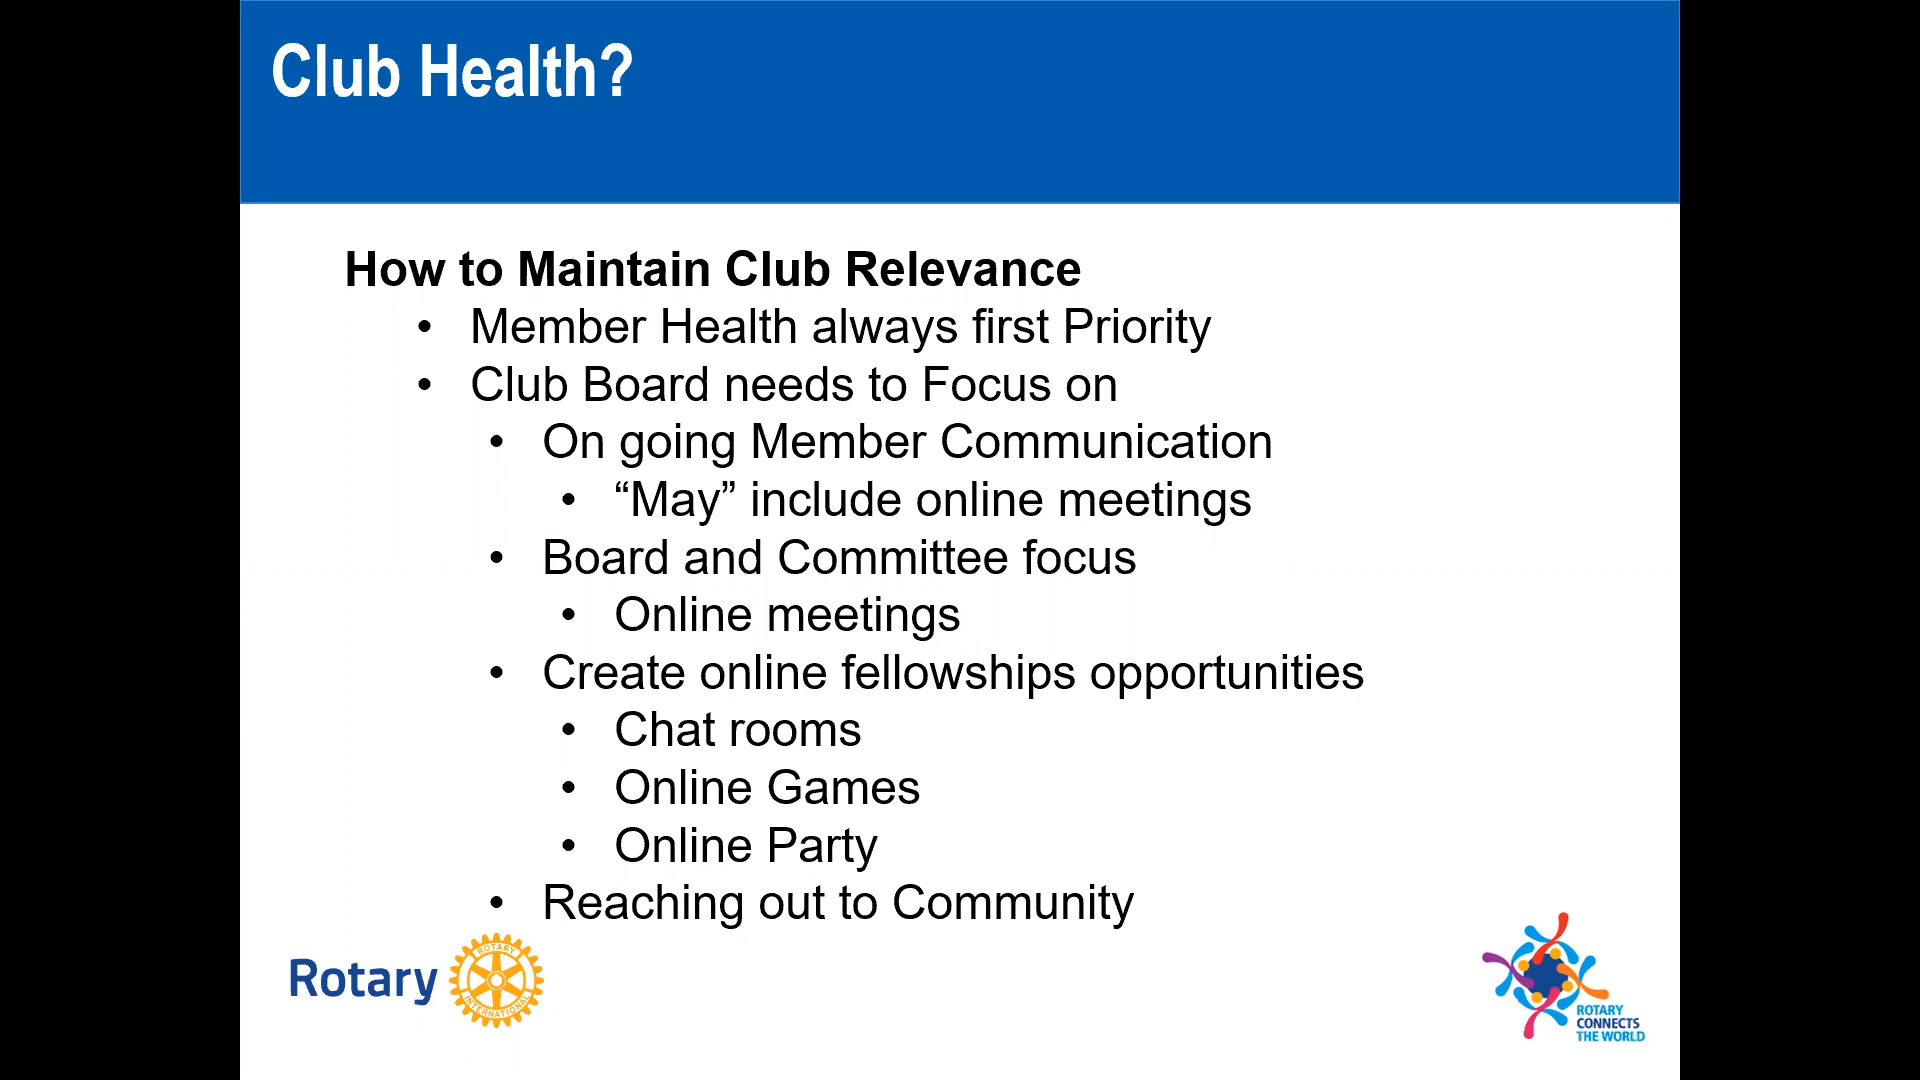 Club Health?
How to Maintain Club Relevance
• Member Health always first Priority
• Club Board needs to Focus on
• On going Member Communication
• “May” include online meetings
• Board and Committee focus
• Online meetings
• Create online fellowships opportunities
• Chat rooms
• Online Games
• Online Party
• Reaching out to Community
Rotary
ROTARY
INTERNATIONAL
ROTARY
CONNECTS
THE WORLD